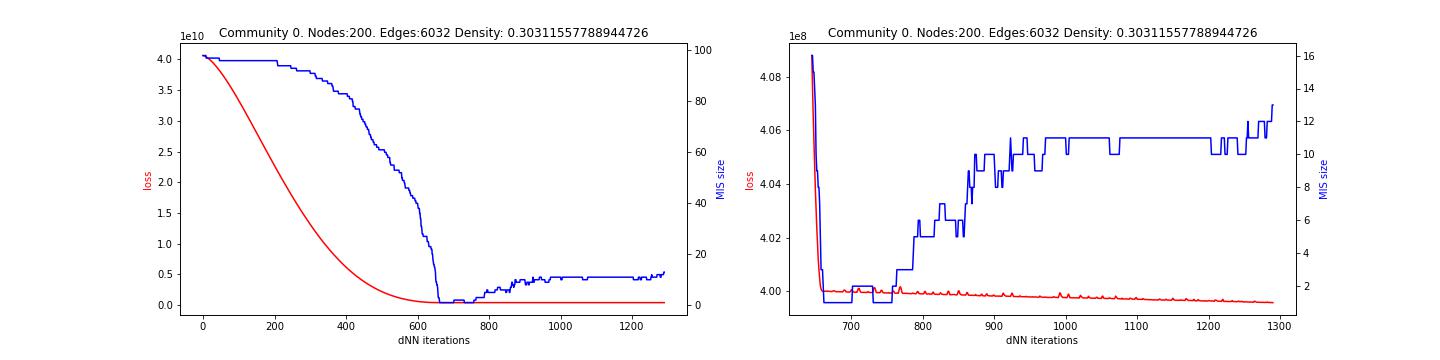 Community 0. Nodes:200. Edges:6032 Density: 0.30311557788944726
1e10
4.0
3.5
3.0
2.5
2.0
1.5
1.0
0.5
0.0
loss
100
80
60
40
20
0
MIS size
0 200 400 600 800 1000 1200
dNN iterations
Community 0. Nodes:200. Edges:6032 Density: 0.30311557788944726
1e8
4.08
4.06
4.04
4.02
4.00
loss
16
14
12
10
8
6
4
2
MIS size
700 800 900 1000 1100 1200 1300
dNN iterations